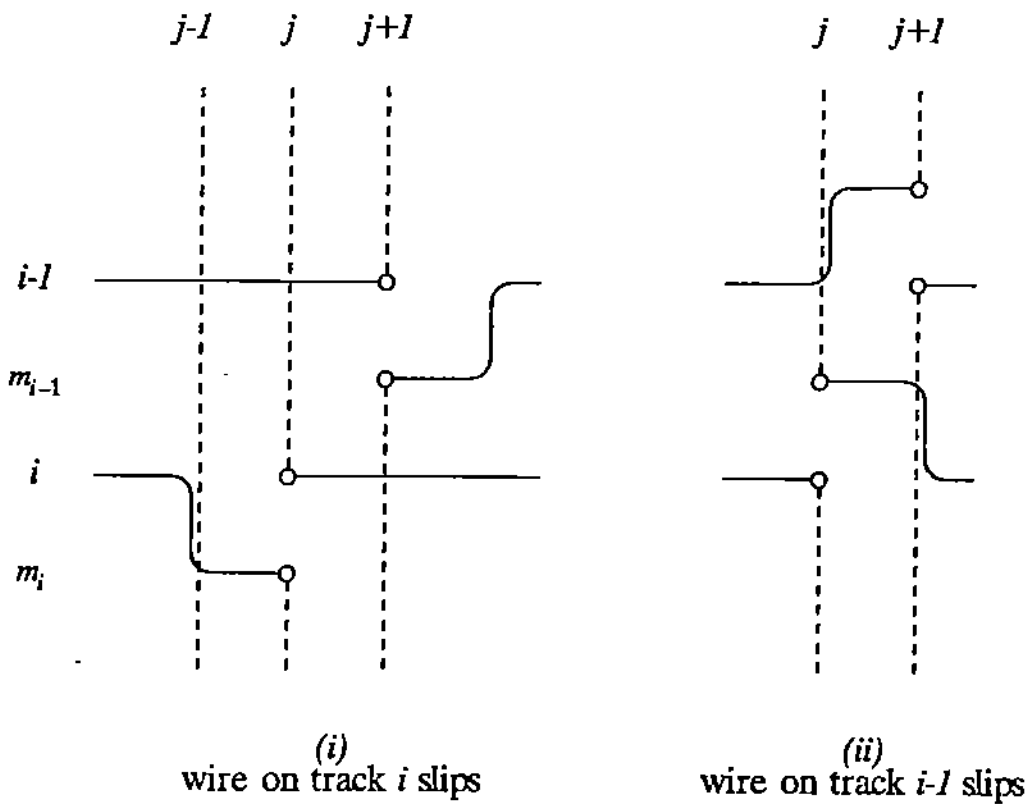 j-1 j j+1 j j+1
i-1
m_{i-1}
i
m_i
(i) (ii)
wire on track i slips wire on track i-1 slips